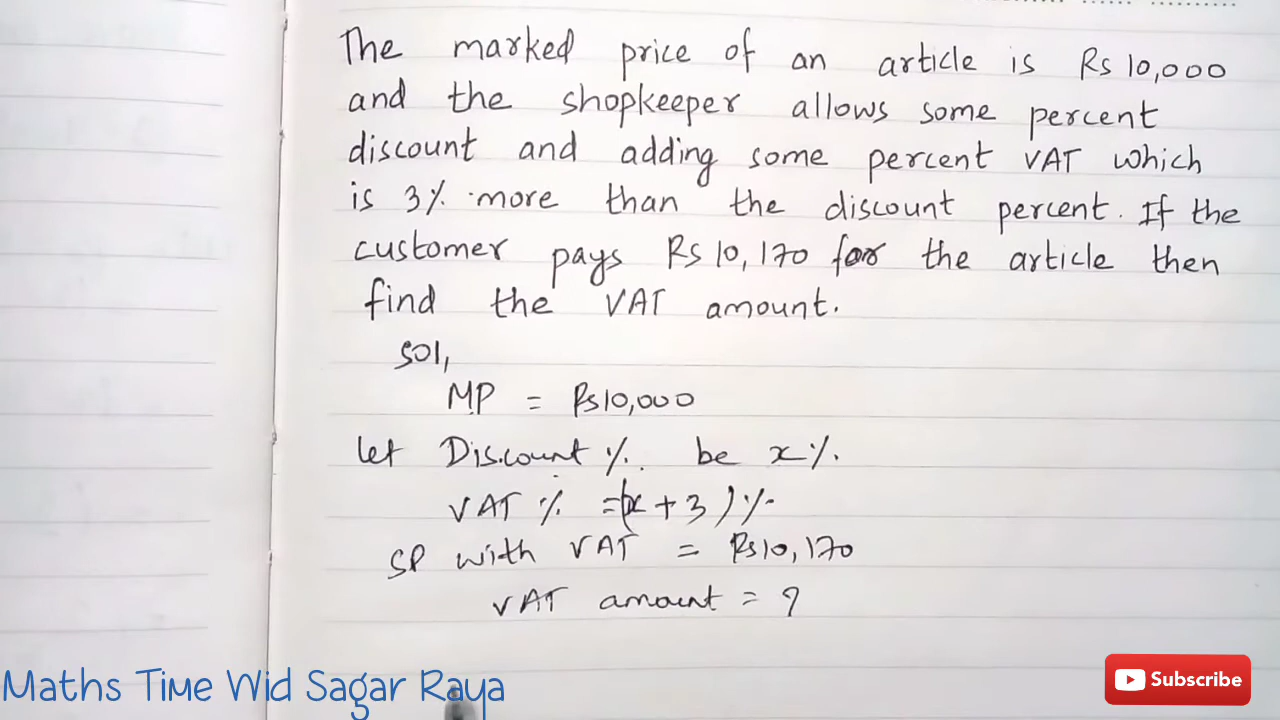 The marked price of an article is Rs 10,000
and the shopkeeper allows some percent
discount and adding some percent VAT which
is 3% more than the discount percent. If the
customer pays Rs 10,170 for the article then
find the VAT amount.
Sol,
MP = Rs10,000
let Discount %. be x%.
VAT % =(x+3)%
SP with VAT = Rs10,170
VAT amount = ?
Maths Time Wid Sagar Raya
Subscribe